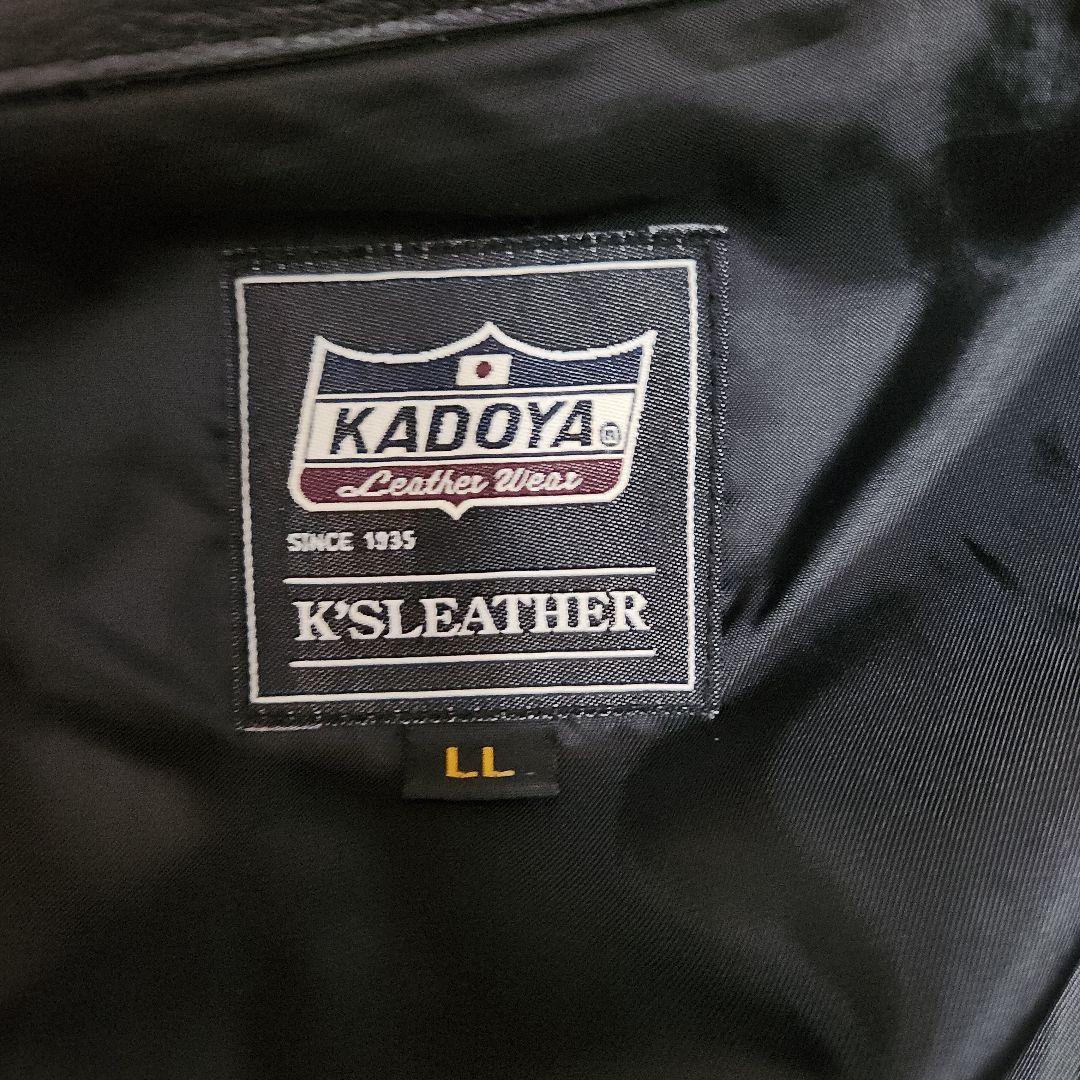 KADOYA®
Leather Wear
SINCE 1935
K'SLEATHER
LL